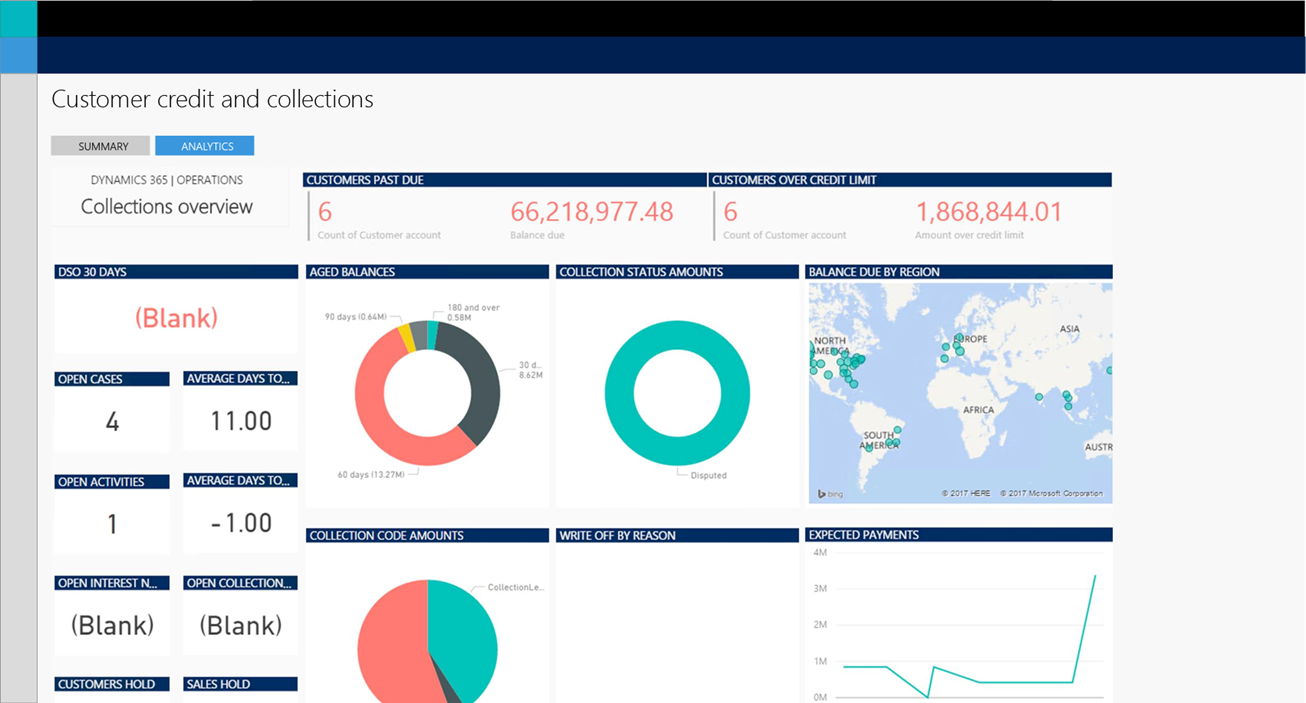 Customer credit and collections
SUMMARY
ANALYTICS
DYNAMICS 365 | OPERATIONS
Collections overview
CUSTOMERS PAST DUE
6
Count of Customer account
66,218,977.48
Balance due
CUSTOMERS OVER CREDIT LIMIT
6
Count of Customer account
1,868,844.01
Amount over credit limit
DSO 30 DAYS
(Blank)
OPEN CASES
4
AVERAGE DAYS TO...
11.00
OPEN ACTIVITIES
1
AVERAGE DAYS TO...
-1.00
OPEN INTEREST N...
(Blank)
OPEN COLLECTION...
(Blank)
CUSTOMERS HOLD
SALES HOLD
AGED BALANCES
90 days (0.64M)
180 and over
0.58M
30 d...
8.62M
60 days (13.27M)
COLLECTION STATUS AMOUNTS
Disputed
BALANCE DUE BY REGION
NORTH
AMERICA
EUROPE
ASIA
AFRICA
SOUTH
AMERICA
AUSTR
bing
© 2017 HERE
© 2017 Microsoft Corporation
COLLECTION CODE AMOUNTS
CollectionLe...
WRITE OFF BY REASON
EXPECTED PAYMENTS
4M
3M
2M
1M
0M